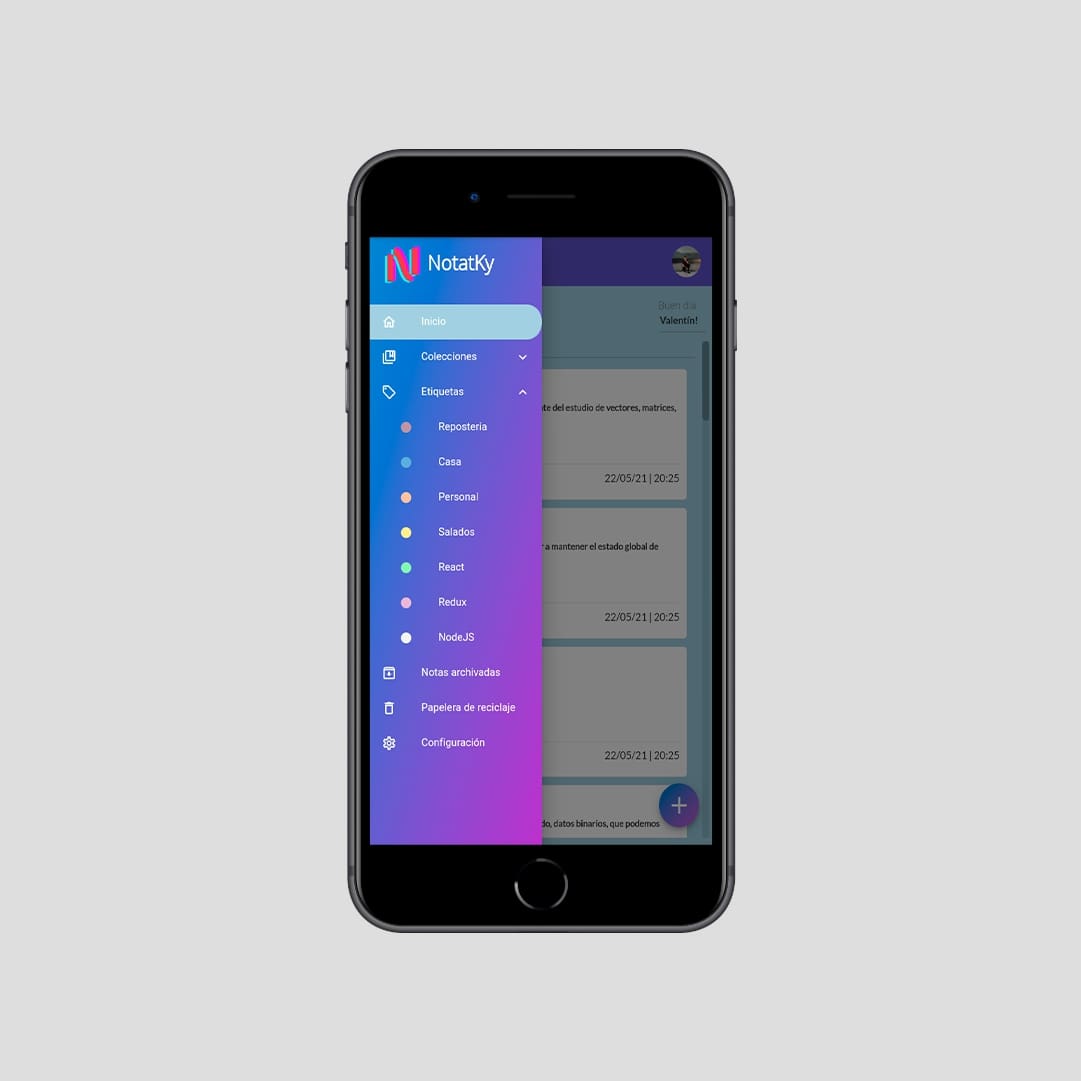 NotatKy
Buen día
Valentín!
Inicio
Colecciones
Etiquetas
Repostería
Casa
Personal
Salados
React
Redux
NodeJS
Notas archivadas
Papelera de reciclaje
Configuración
del estudio de vectores, matrices,
22/05/21 | 20:25
a mantener el estado global de
22/05/21 | 20:25
22/05/21 | 20:25
datos binarios, que podemos